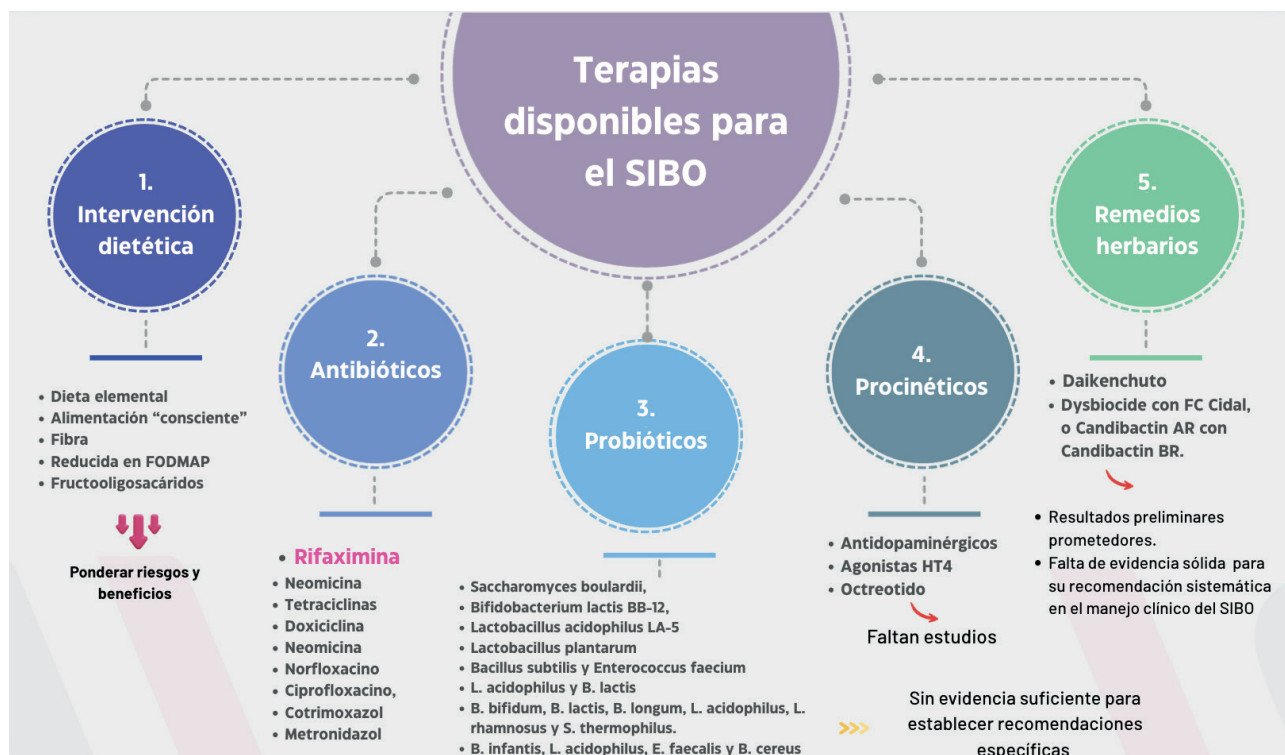 Terapias
disponibles para
el SIBO
1.
Intervención
dietética
• Dieta elemental
• Alimentación “consciente”
• Fibra
• Reducida en FODMAP
• Fructooligosacáridos
Ponderar riesgos y
beneficios
2.
Antibióticos
• Rifaximina
• Neomicina
• Tetraciclinas
• Doxiciclina
• Neomicina
• Norfloxacino
• Ciprofloxacino,
• Cotrimoxazol
• Metronidazol
3.
Probióticos
• Saccharomyces boulardii,
• Bifidobacterium lactis BB-12,
• Lactobacillus acidophilus LA-5
• Lactobacillus plantarum
• Bacillus subtilis y Enterococcus faecium
• L. acidophilus y B. lactis
• B. bifidum, B. lactis, B. longum, L. acidophilus, L.
rhamnosus y S. thermophilus.
• B. infantis, L. acidophilus, E. faecalis y B. cereus
Sin evidencia suficiente para
establecer recomendaciones
específicas
4.
Procinéticos
• Antidopaminérgicos
• Agonistas HT4
• Octreotido
Faltan estudios
5.
Remedios
herbarios
• Daikenchuto
• Dysbiocide con FC Cidal,
o Candibactin AR con
Candibactin BR.
• Resultados preliminares
prometedores.
• Falta de evidencia sólida para
su recomendación sistemática
en el manejo clínico del SIBO